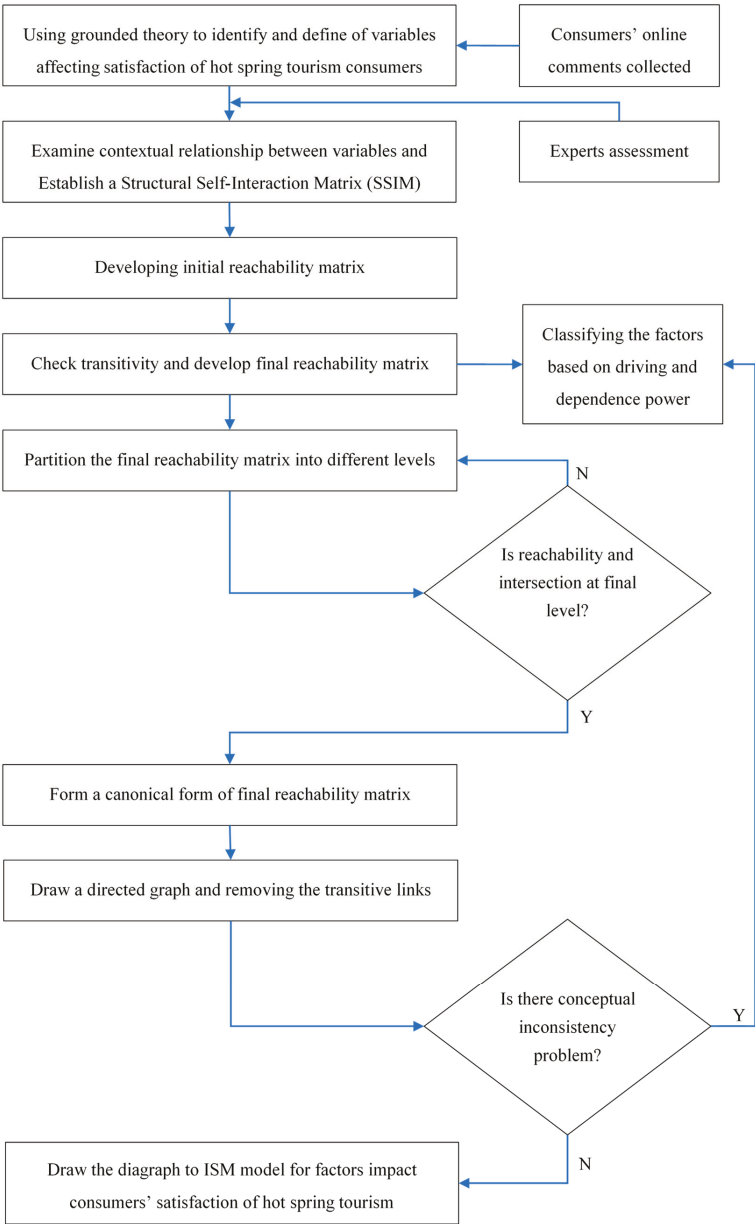 Using grounded theory to identify and define of variables
affecting satisfaction of hot spring tourism consumers
Consumers’ online
comments collected
Examine contextual relationship between variables and
Establish a Structural Self-Interaction Matrix (SSIM)
Experts assessment
Developing initial reachability matrix
Check transitivity and develop final reachability matrix
Classifying the factors
based on driving and
dependence power
Partition the final reachability matrix into different levels
N
Is reachability and
intersection at final
level?
Y
Form a canonical form of final reachability matrix
Draw a directed graph and removing the transitive links
Is there conceptual
inconsistency
problem?
Y
N
Draw the diagraph to ISM model for factors impact
consumers’ satisfaction of hot spring tourism